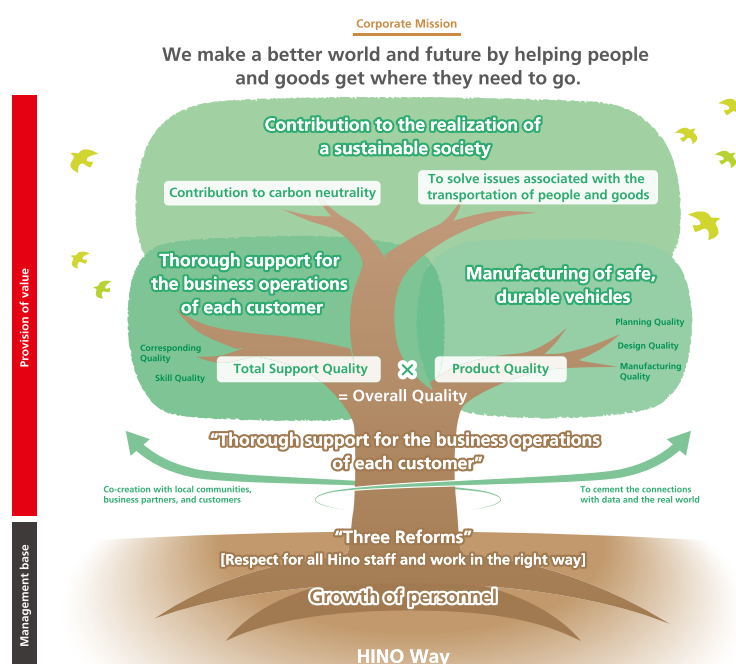 Corporate Mission
We make a better world and future by helping people
and goods get where they need to go.
Contribution to the realization of
a sustainable society
Contribution to carbon neutrality
To solve issues associated with the
transportation of people and goods
Thorough support for
the business operations
of each customer
Manufacturing of safe,
durable vehicles
Planning Quality
Design Quality
Manufacturing
Quality
Corresponding
Quality
Skill Quality
Total Support Quality
×
Product Quality
= Overall Quality
“Thorough support for the business operations
of each customer”
Co-creation with local communities,
business partners, and customers
To cement the connections
with data and the real world
“Three Reforms”
[Respect for all Hino staff and work in the right way]
Growth of personnel
HINO Way
Provision of value
Management base